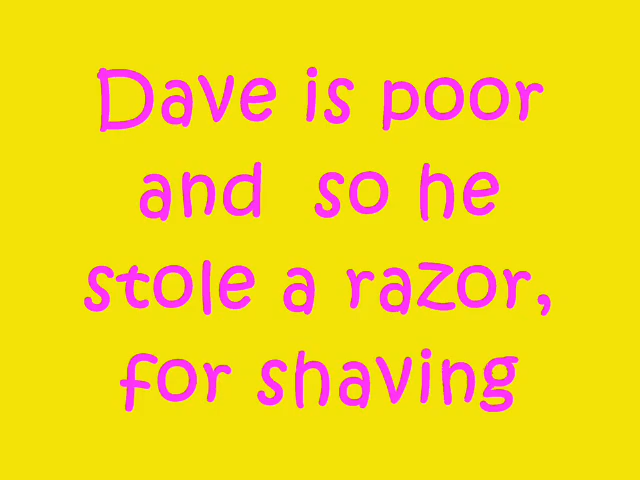 Dave is poor
and  so he
stole a razor,
for shaving